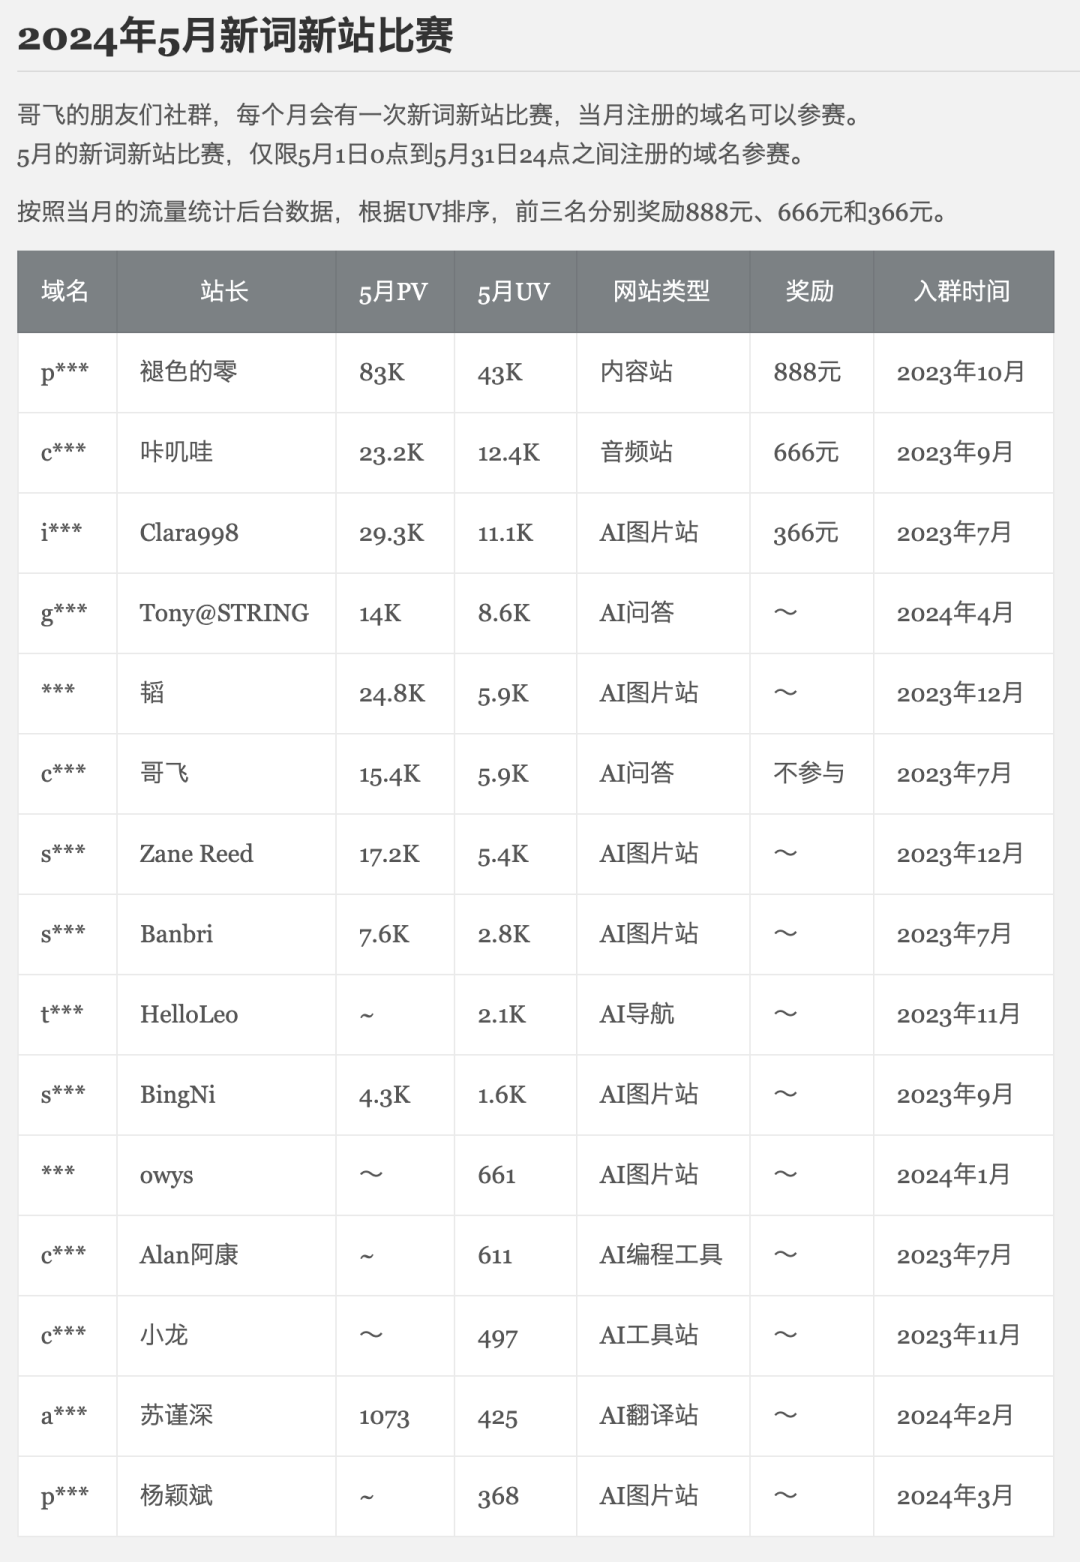 2024年5月新词新站比赛
哥飞的朋友们社群，每个月会有一次新词新站比赛，当月注册的域名可以参赛。
5月的新词新站比赛，仅限5月1日0点到5月31日24点之间注册的域名参赛。
按照当月的流量统计后台数据，根据UV排序，前三名分别奖励888元、666元和366元。
域名 站长 5月PV 5月UV 网站类型 奖励 入群时间
p*** 褪色的零 83K 43K 内容站 888元 2023年10月
c*** 咔叽哇 23.2K 12.4K 音频站 666元 2023年9月
i*** Clara998 29.3K 11.1K AI图片站 366元 2023年7月
g*** Tony@STRING 14K 8.6K AI问答 ～ 2024年4月
*** 韬 24.8K 5.9K AI图片站 ～ 2023年12月
c*** 哥飞 15.4K 5.9K AI问答 不参与 2023年7月
s*** Zane Reed 17.2K 5.4K AI图片站 ～ 2023年12月
s*** Banbri 7.6K 2.8K AI图片站 ～ 2023年7月
t*** HelloLeo ~ 2.1K AI导航 ～ 2023年11月
s*** BingNi 4.3K 1.6K AI图片站 ～ 2023年9月
*** owys ～ 661 AI图片站 ～ 2024年1月
c*** Alan阿康 ~ 611 AI编程工具 ～ 2023年7月
c*** 小龙 ～ 497 AI工具站 ～ 2023年11月
a*** 苏谨深 1073 425 AI翻译站 ～ 2024年2月
p*** 杨颖斌 ~ 368 AI图片站 ～ 2024年3月